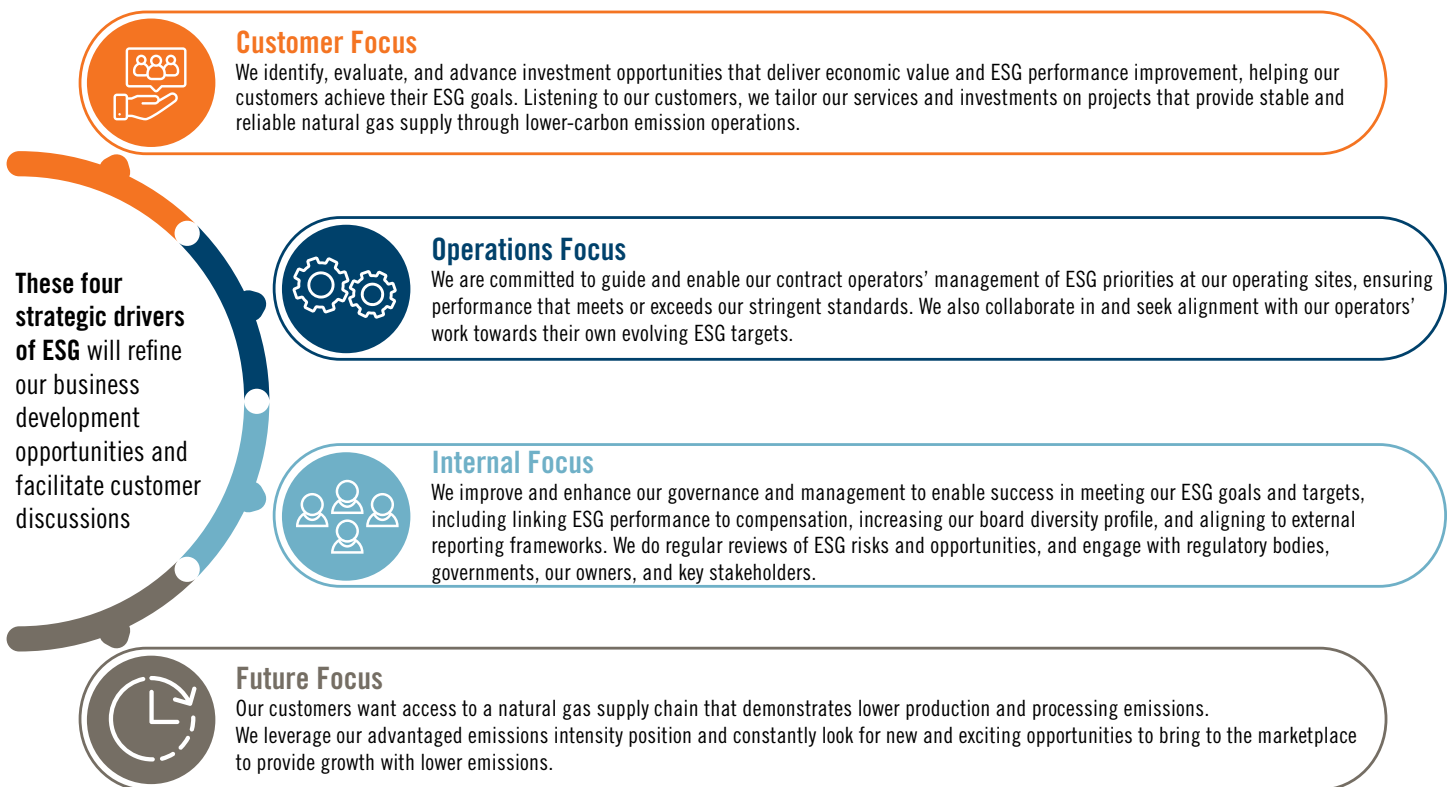 Customer Focus
We identify, evaluate, and advance investment opportunities that deliver economic value and ESG performance improvement, helping our
customers achieve their ESG goals. Listening to our customers, we tailor our services and investments on projects that provide stable and
reliable natural gas supply through lower-carbon emission operations.
These four
strategic drivers
of ESG will refine
our business
development
opportunities and
facilitate customer
discussions
Operations Focus
We are committed to guide and enable our contract operators’ management of ESG priorities at our operating sites, ensuring
performance that meets or exceeds our stringent standards. We also collaborate in and seek alignment with our operators’
work towards their own evolving ESG targets.
Internal Focus
We improve and enhance our governance and management to enable success in meeting our ESG goals and targets,
including linking ESG performance to compensation, increasing our board diversity profile, and aligning to external
reporting frameworks. We do regular reviews of ESG risks and opportunities, and engage with regulatory bodies,
governments, our owners, and key stakeholders.
Future Focus
Our customers want access to a natural gas supply chain that demonstrates lower production and processing emissions.
We leverage our advantaged emissions intensity position and constantly look for new and exciting opportunities to bring to the marketplace
to provide growth with lower emissions.